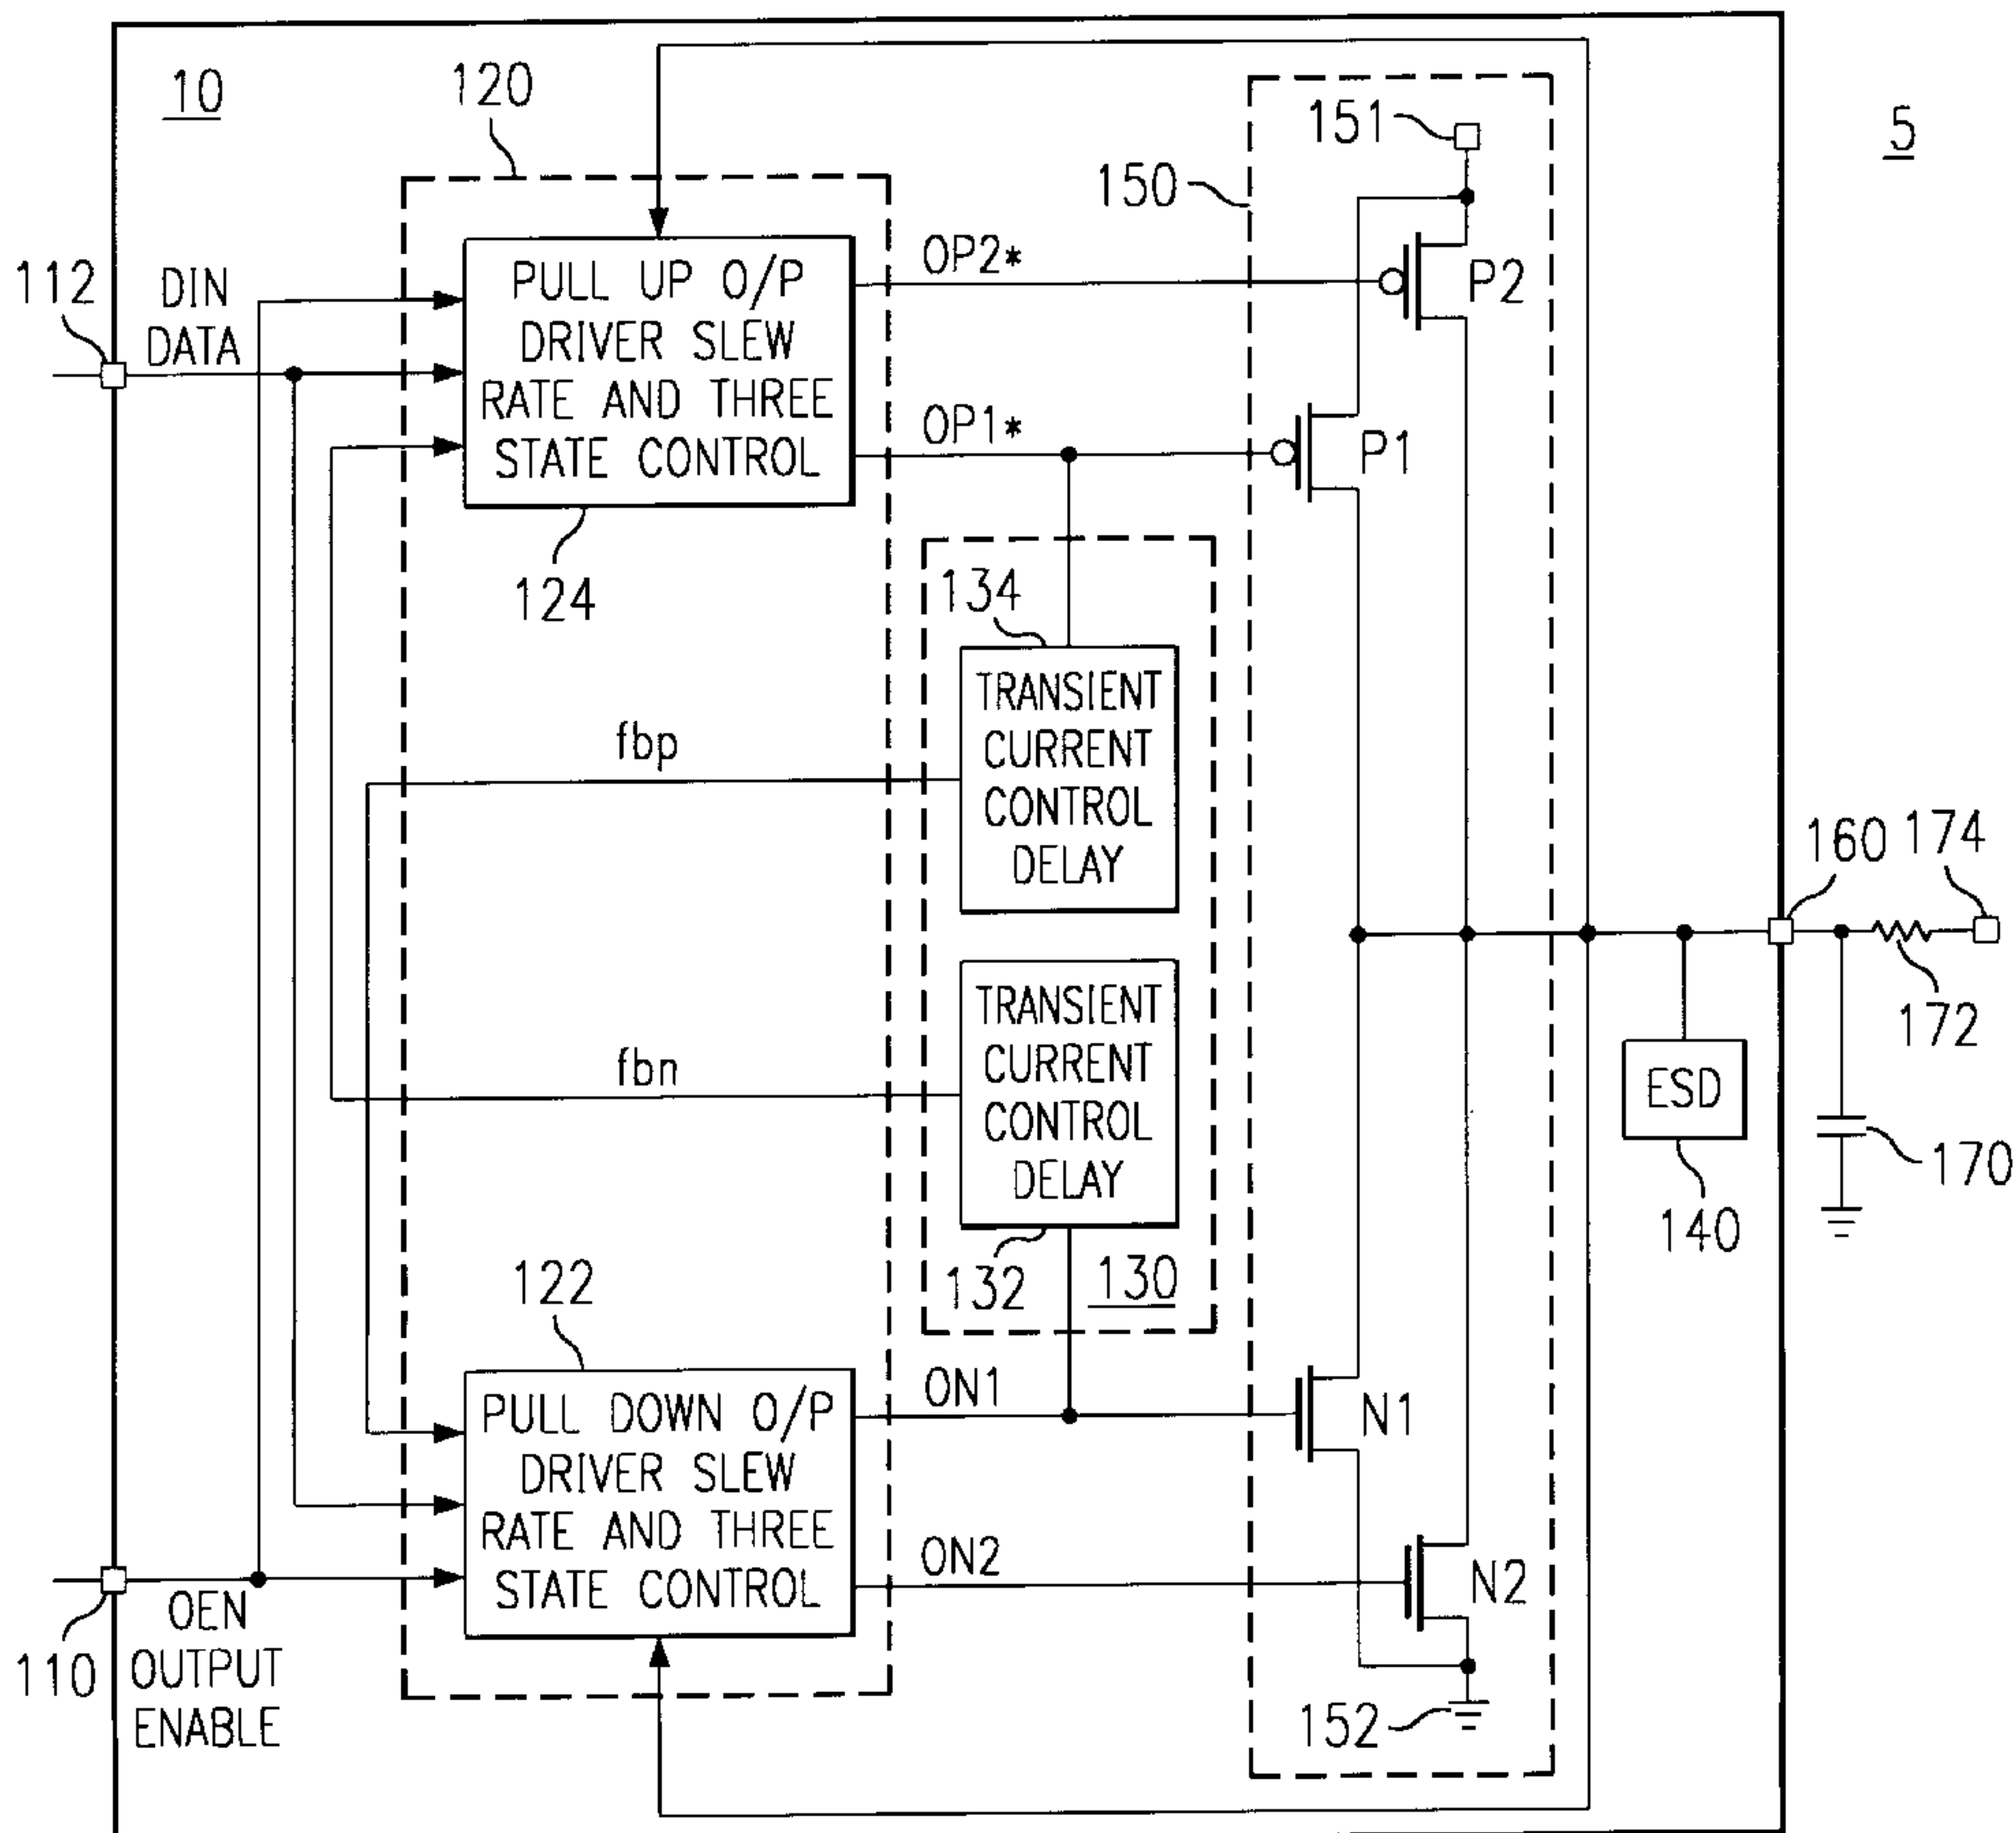 10
120
151
5
150
112
DIN
DATA
PULL UP O/P
DRIVER SLEW
RATE AND THREE
STATE CONTROL
OP2*
P2
OP1*
P1
124
134
TRANSIENT
CURRENT
CONTROL
DELAY
fbp
160
174
172
TRANSIENT
CURRENT
CONTROL
DELAY
fbn
ESD
170
140
132
130
122
PULL DOWN O/P
DRIVER SLEW
RATE AND THREE
STATE CONTROL
ON1
N1
ON2
N2
110
OEN
OUTPUT
ENABLE
152